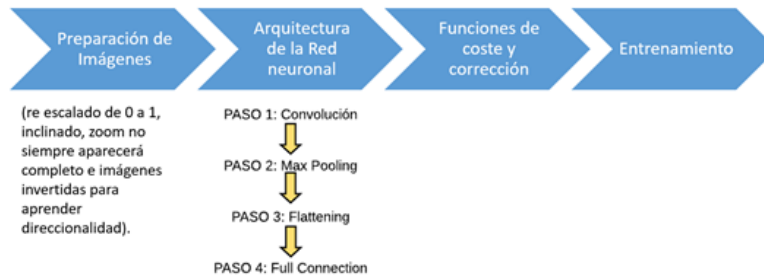 Preparación de
Imágenes
Arquitectura
de la Red
neuronal
Funciones de
coste y
corrección
Entrenamiento
(re escalado de 0 a 1,
inclinado, zoom no
siempre aparecerá
completo e imágenes
invertidas para
aprender
direccionalidad).
PASO 1: Convolución
PASO 2: Max Pooling
PASO 3: Flattening
PASO 4: Full Connection